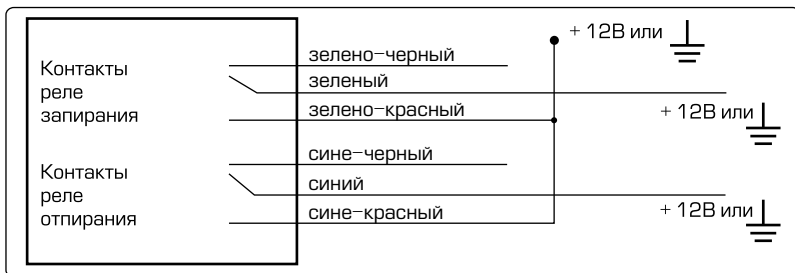 + 12В или
Контакты
реле
запирания
зелено-черный
зеленый
зелено-красный
+ 12В или
Контакты
реле
отпирания
сине-черный
синий
сине-красный
+ 12В или